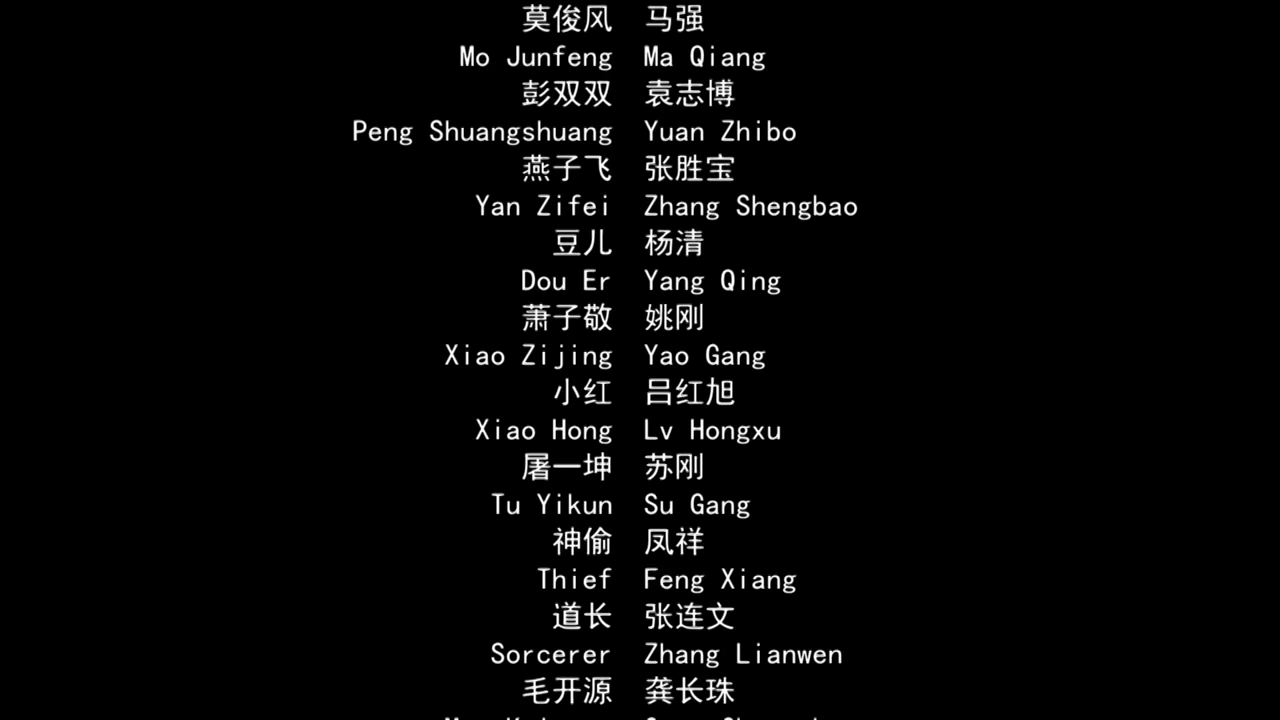 莫俊风 马强
Mo Junfeng Ma Qiang
彭双双 袁志博
Peng Shuangshuang Yuan Zhibo
燕子飞 张胜宝
Yan Zifei Zhang Shengbao
豆儿 杨清
Dou Er Yang Qing
萧子敬 姚刚
Xiao Zijing Yao Gang
小红 吕红旭
Xiao Hong Lv Hongxu
屠一坤 苏刚
Tu Yikun Su Gang
神偷 凤祥
Thief Feng Xiang
道长 张连文
Sorcerer Zhang Lianwen
毛开源 龚长珠